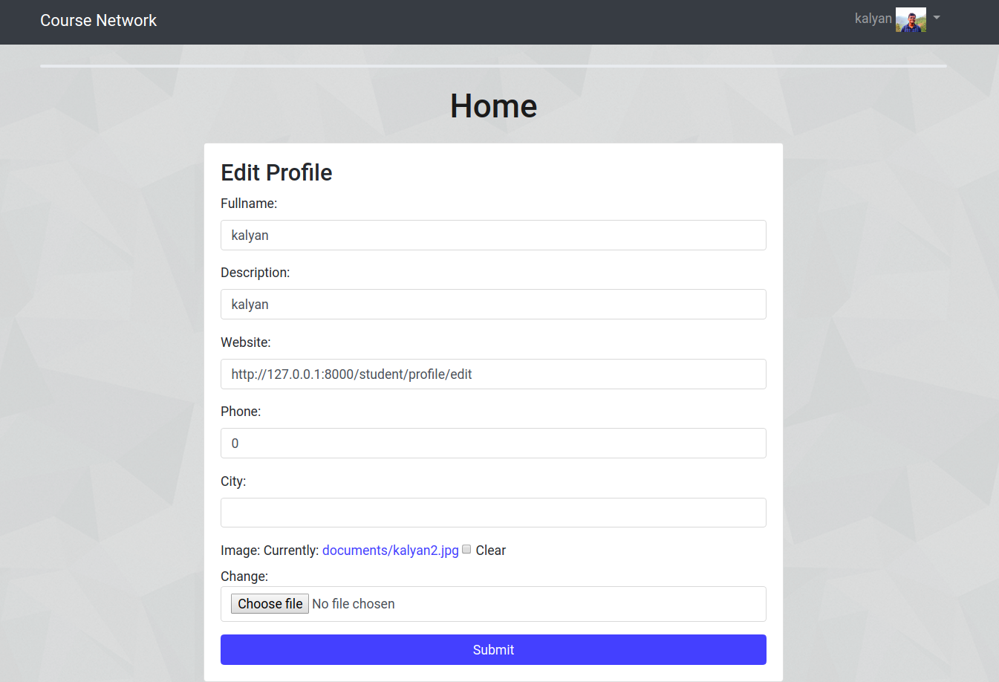 Course Network
kalyan
Home
Edit Profile
Fullname:
kalyan
Description:
kalyan
Website:
http://127.0.0.1:8000/student/profile/edit
Phone:
0
City:
Image: Currently: documents/kalyan2.jpg Clear
Change:
Choose file No file chosen
Submit